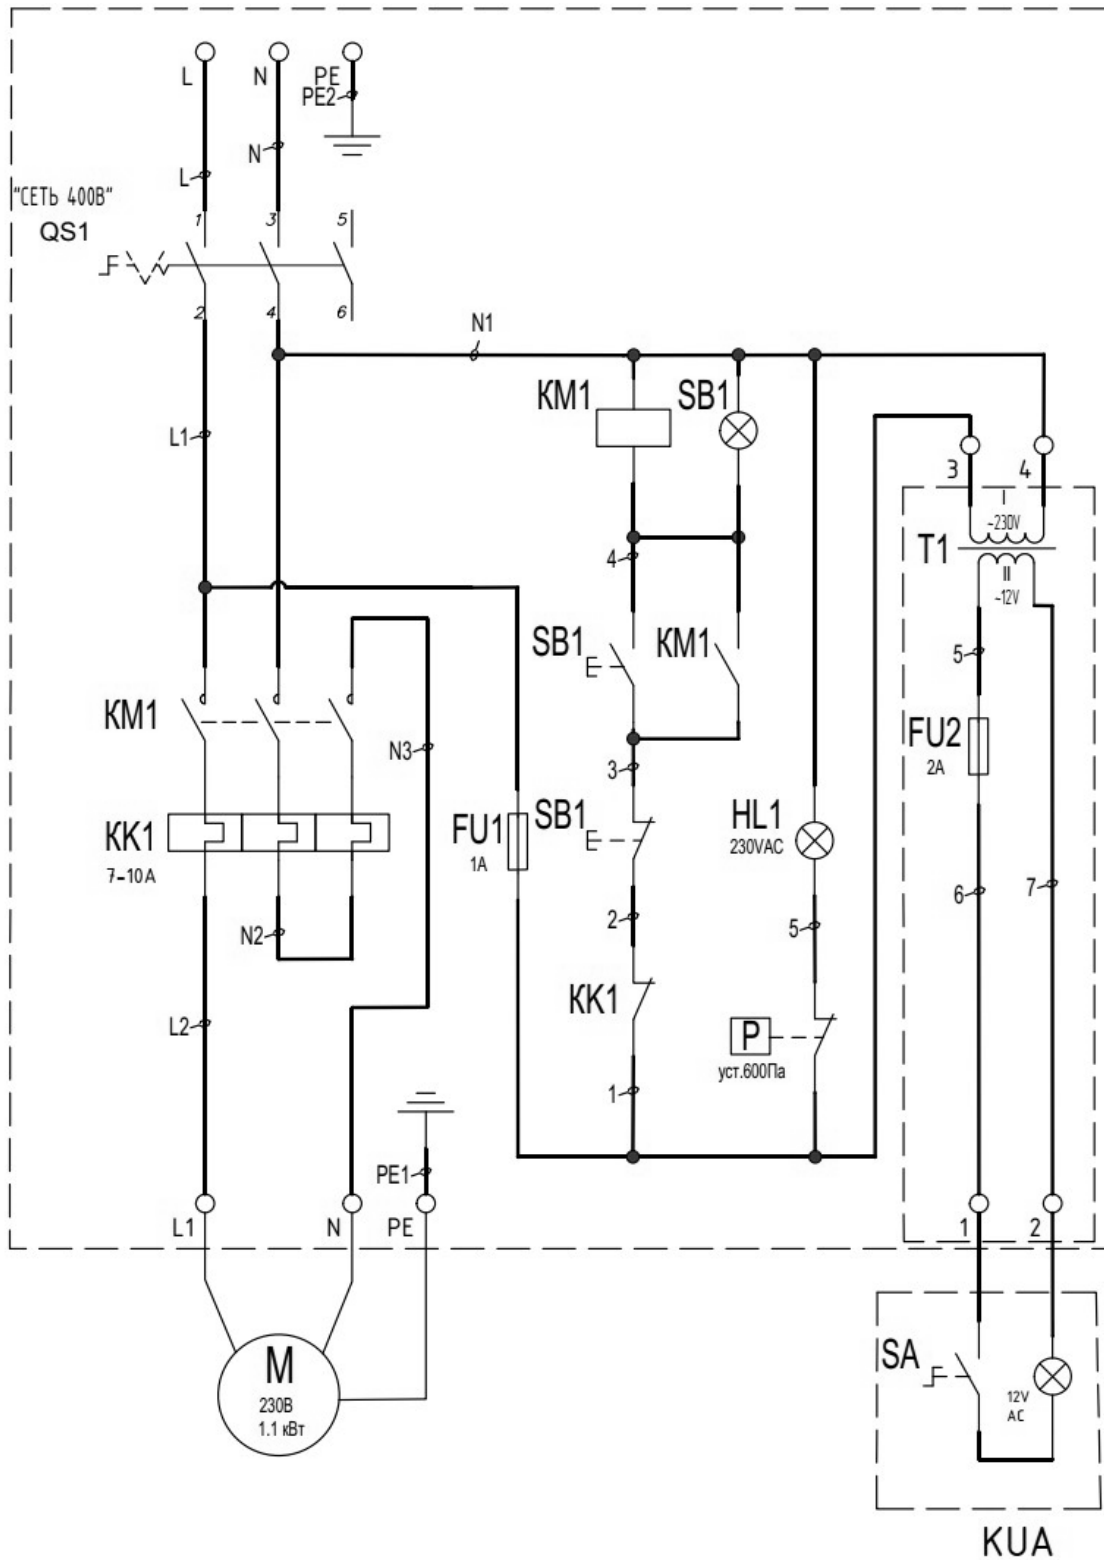 L
N
PE
PE2
N
L
"СЕТЬ 400В"
QS1
1
3
5
2
4
6
N1
KM1
SB1
L1
3
4
I
~230V
T1
II
~12V
4
5
SB1
KM1
KM1
N3
FU2
2A
3
KK1
7-10A
FU1
1A
SB1
HL1
230VAC
6
7
2
5
N2
KK1
L2
P
уст.600Па
1
PE1
L1
N
PE
1
2
M
230В
1.1 кВт
SA
12V
AC
KUA